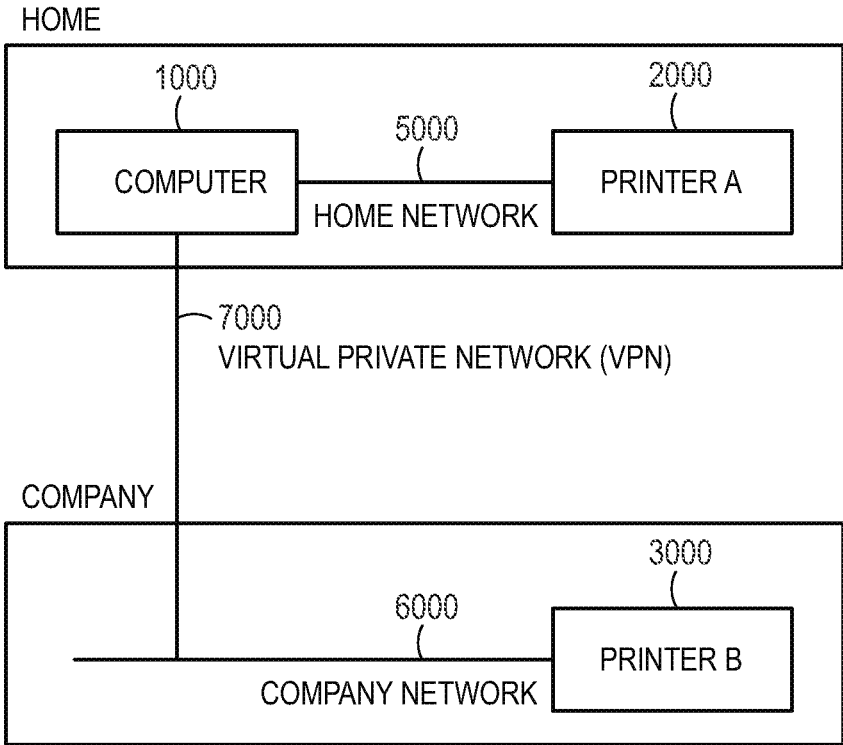 HOME
1000
2000
5000
COMPUTER
PRINTER A
HOME NETWORK
7000
VIRTUAL PRIVATE NETWORK (VPN)
COMPANY
3000
6000
PRINTER B
COMPANY NETWORK